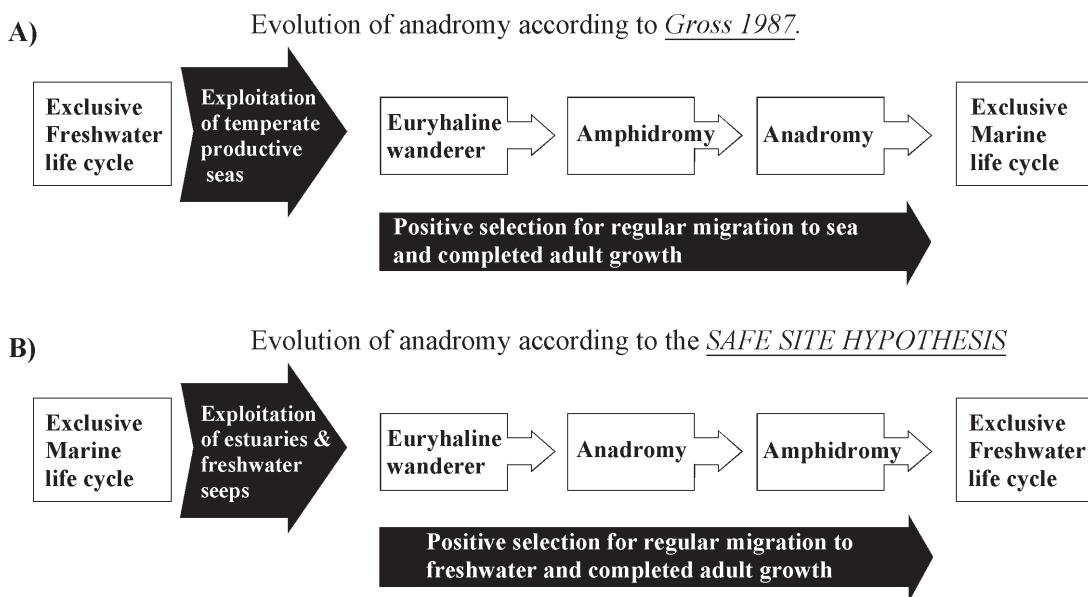 A)
Evolution of anadromy according to Gross 1987.
Exclusive
Freshwater
life cycle
Exploitation
of temperate
productive
seas
Euryhaline
wanderer
Amphidromy
Anadromy
Exclusive
Marine
life cycle
Positive selection for regular migration to sea
and completed adult growth
B)
Evolution of anadromy according to the SAFE SITE HYPOTHESIS
Exclusive
Marine
life cycle
Exploitation
of estuaries &
freshwater
seeps
Euryhaline
wanderer
Anadromy
Amphidromy
Exclusive
Freshwater
life cycle
Positive selection for regular migration to
freshwater and completed adult growth